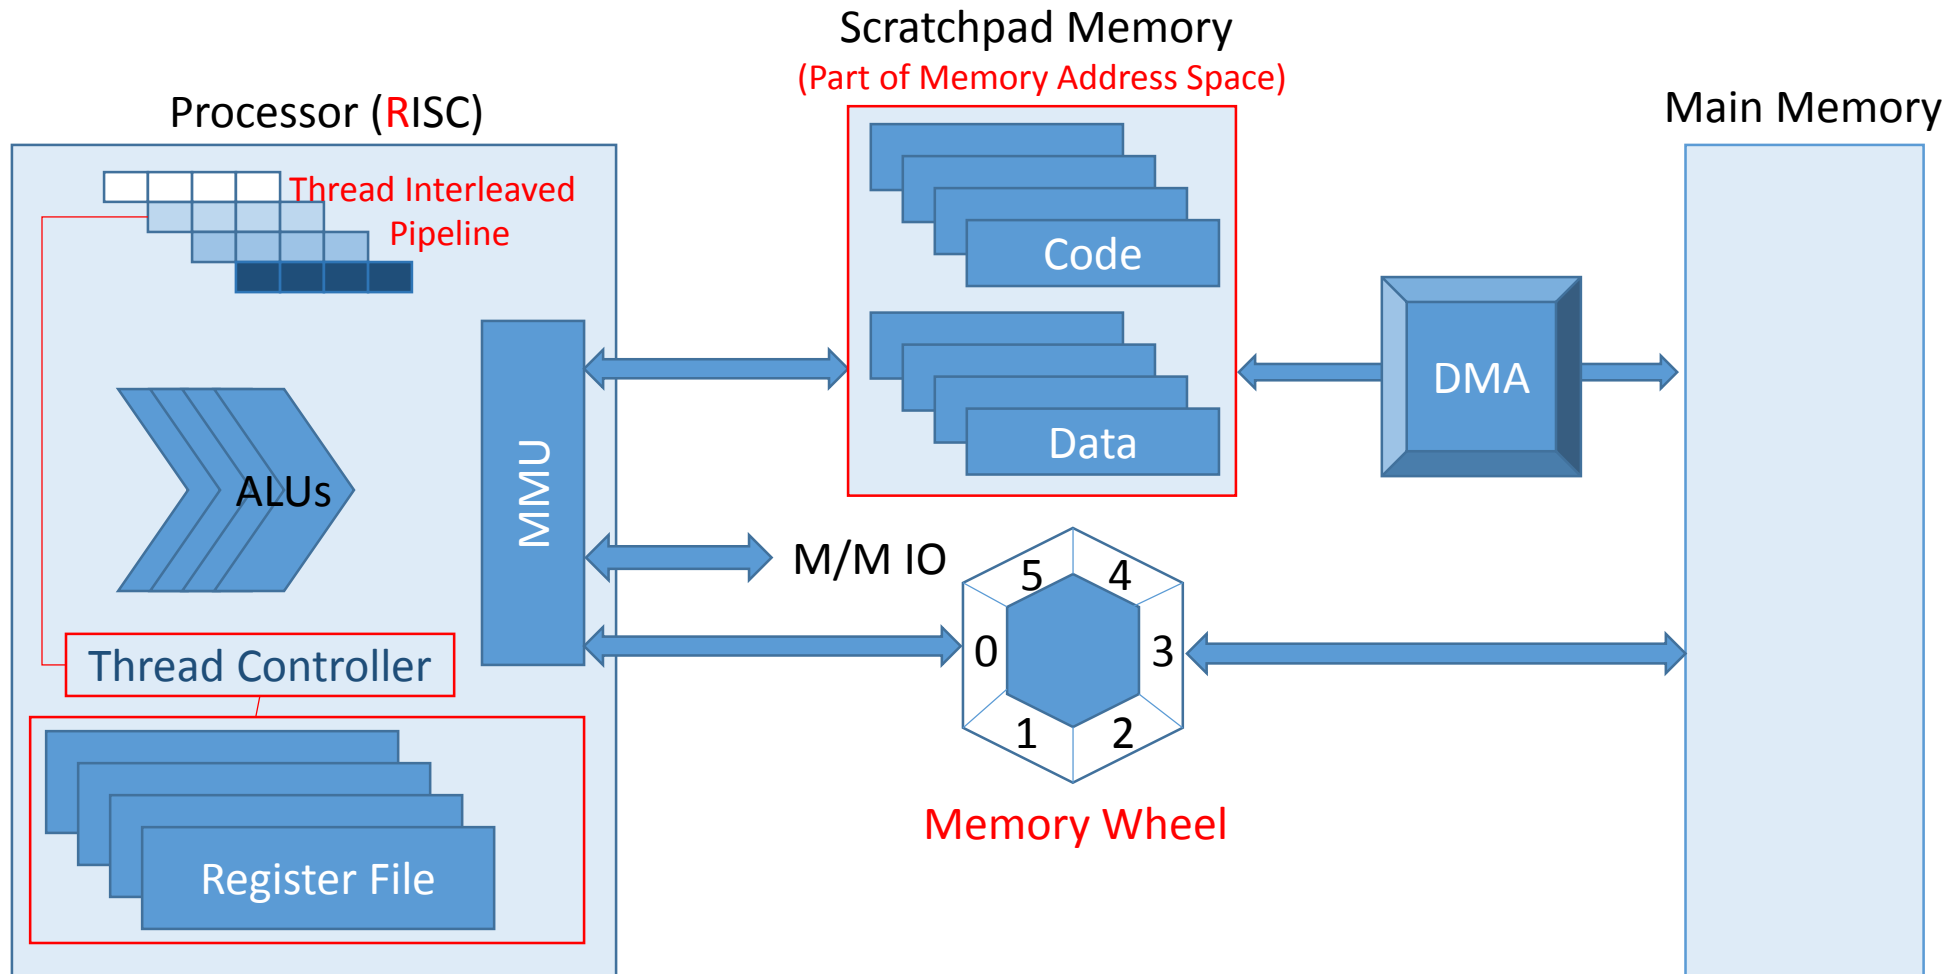 Scratchpad Memory
(Part of Memory Address Space)
Processor (RISC)
Main Memory
Thread Interleaved
Pipeline
Code
Data
DMA
MMU
ALUs
M/M IO
5
4
0
3
1
2
Memory Wheel
Thread Controller
Register File